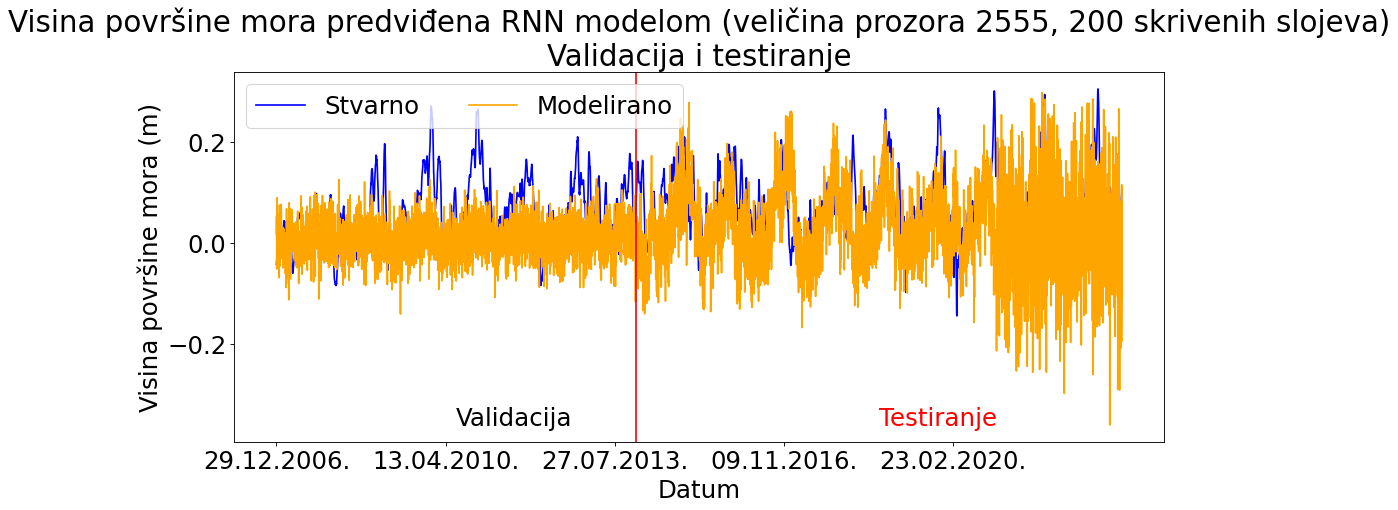 Visina površine mora predviđena RNN modelom (veličina prozora 2555, 200 skrivenih slojeva)
Validacija i testiranje
Stvarno
Modelirano
Visina površine mora (m)
0.2
0.0
−0.2
Validacija
Testiranje
29.12.2006.
13.04.2010.
27.07.2013.
09.11.2016.
23.02.2020.
Datum